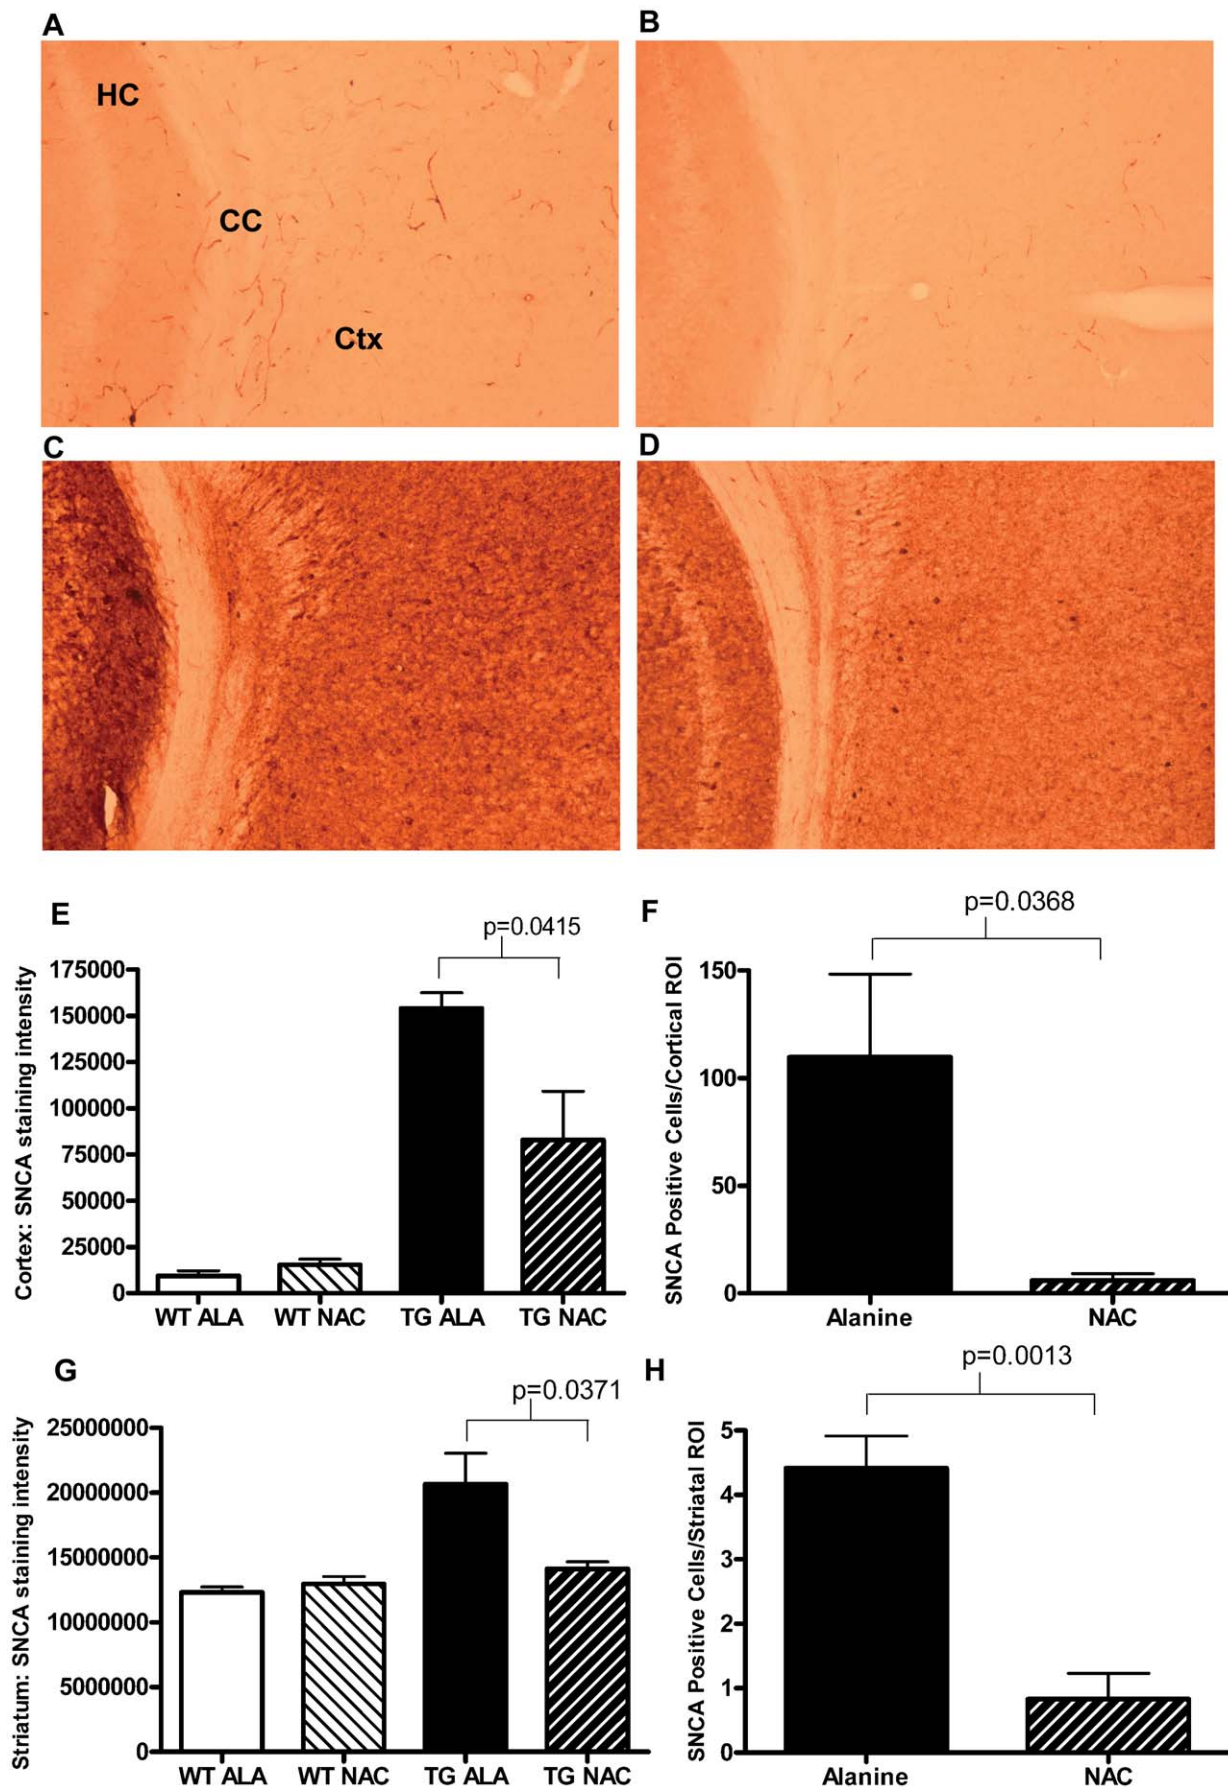 A
B
HC
CC
Ctx
C
D
E
p=0.0415
Cortex: SNCA staining intensity
175000
150000
125000
100000
75000
50000
25000
0
WT ALA WT NAC TG ALA TG NAC
F
p=0.0368
SNCA Positive Cells/Cortical ROI
150
100
50
0
Alanine NAC
G
p=0.0371
Striatum: SNCA staining intensity
25000000
20000000
15000000
10000000
5000000
0
WT ALA WT NAC TG ALA TG NAC
H
p=0.0013
SNCA Positive Cells/Striatal ROI
5
4
3
2
1
0
Alanine NAC